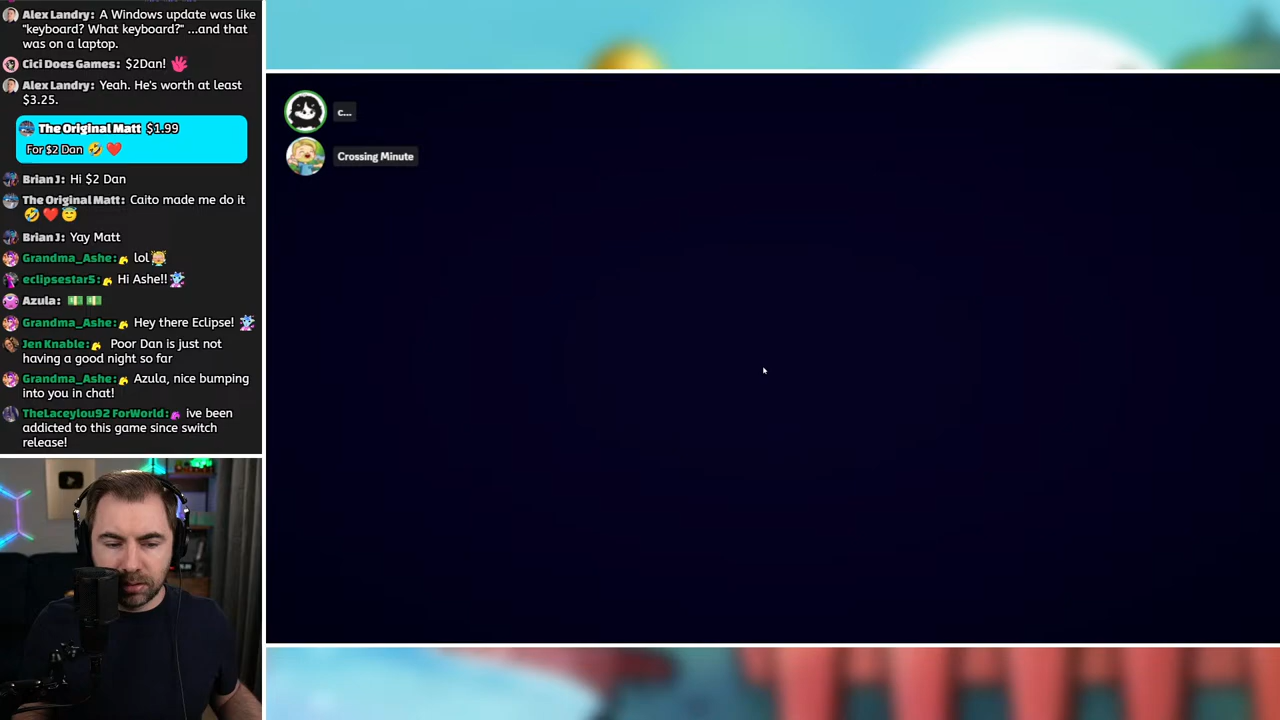 Alex Landry: A Windows update was like
"keyboard? What keyboard?" ...and that
was on a laptop.
Cici Does Games: $2Dan!
Alex Landry: Yeah. He's worth at least
$3.25.
The Original Matt $1.99
For $2 Dan 🤣❤️
Brian J: Hi $2 Dan
The Original Matt: Caito made me do it
🤣❤️😇
Brian J: Yay Matt
Grandma_Ashe: lol
eclipsestar5: Hi Ashe!!
Azula: 💵💵
Grandma_Ashe: Hey there Eclipse!
Jen Knable: Poor Dan is just not
having a good night so far
Grandma_Ashe: Azula, nice bumping
into you in chat!
TheLaceylou92 ForWorld: ive been
addicted to this game since switch
release!
c...
Crossing Minute